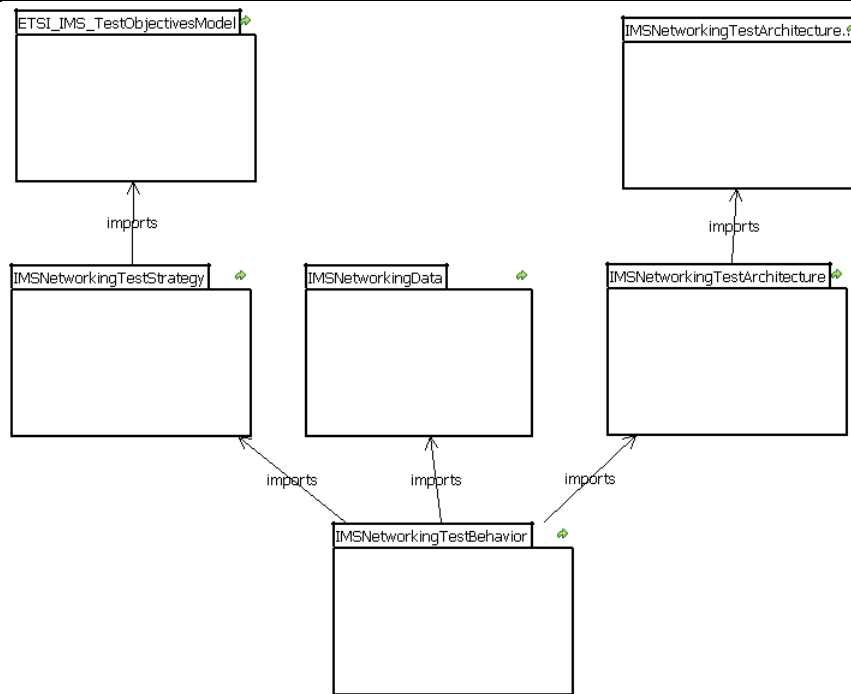 ETSI_IMS_TestObjectivesModel
IMSNetworkingTestArchitecture..
imports
imports
IMSNetworkingTestStrategy
IMSNetworkingData
IMSNetworkingTestArchitecture
imports
imports
imports
IMSNetworkingTestBehavior